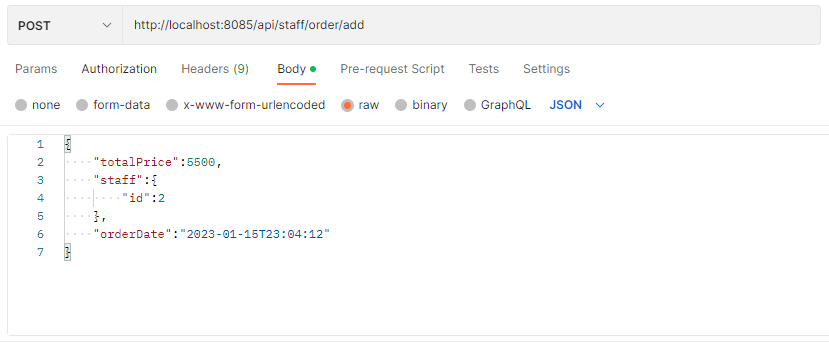 POST http://localhost:8085/api/staff/order/add
Params Authorization Headers (9) Body Pre-request Script Tests Settings
none form-data x-www-form-urlencoded raw binary GraphQL JSON
1 {
2 "totalPrice":5500,
3 "staff":{
4 "id":2
5 },
6 "orderDate":"2023-01-15T23:04:12"
7 }